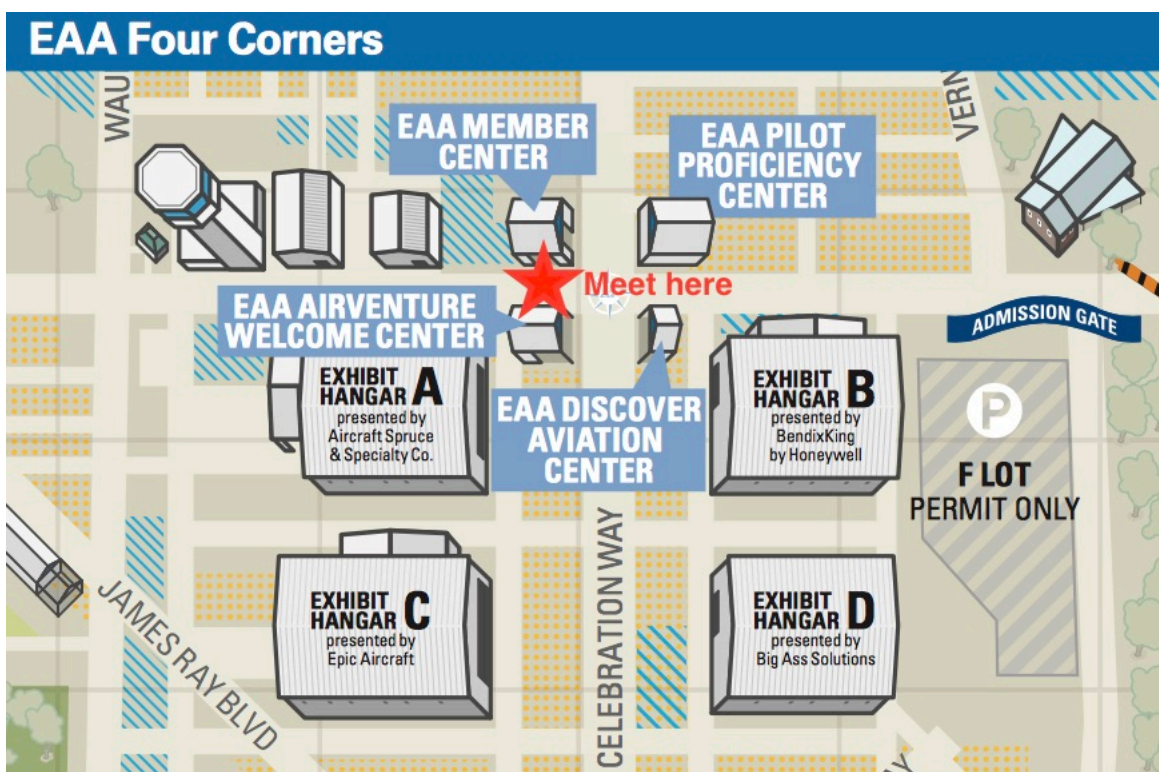 EAA Four Corners
WAU
VERN
EAA MEMBER
CENTER
EAA PILOT
PROFICIENCY
CENTER
Meet here
EAA AIRVENTURE
WELCOME CENTER
ADMISSION GATE
EXHIBIT
HANGAR A
presented by
Aircraft Spruce
& Specialty Co.
EAA DISCOVER
AVIATION
CENTER
EXHIBIT
HANGAR B
presented by
BendixKing
by Honeywell
P
F LOT
PERMIT ONLY
JAMES RAY BLVD
EXHIBIT
HANGAR C
presented by
Epic Aircraft
CELEBRATION WAY
EXHIBIT
HANGAR D
presented by
Big Ass Solutions